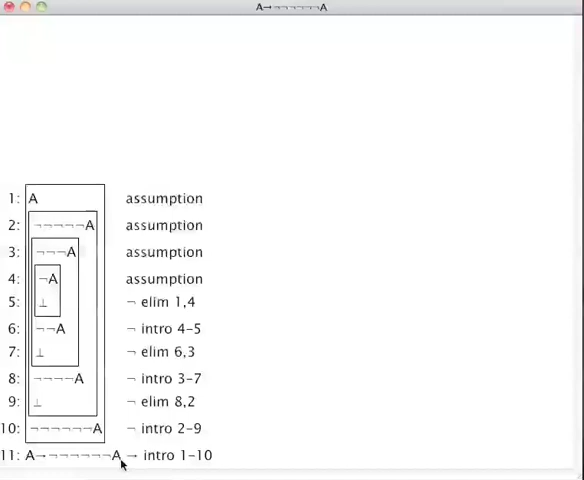 A→¬¬¬¬¬¬A
1: A assumption
2: ¬¬¬¬¬A assumption
3: ¬¬¬A assumption
4: ¬A assumption
5: ⊥ ¬ elim 1,4
6: ¬¬A ¬ intro 4-5
7: ⊥ ¬ elim 6,3
8: ¬¬¬¬A ¬ intro 3-7
9: ⊥ ¬ elim 8,2
10: ¬¬¬¬¬¬A ¬ intro 2-9
11: A→¬¬¬¬¬¬A → intro 1-10